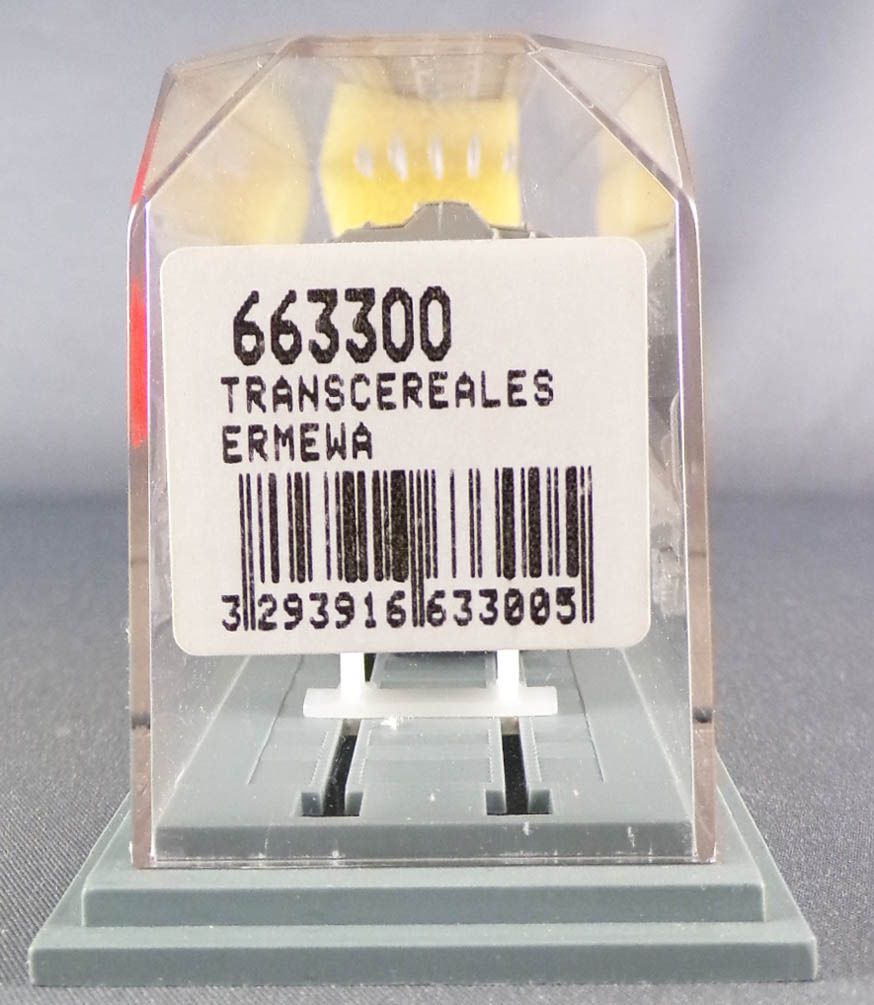 663300
TRANSCEREALES
ERMEWA
3 293916 633005